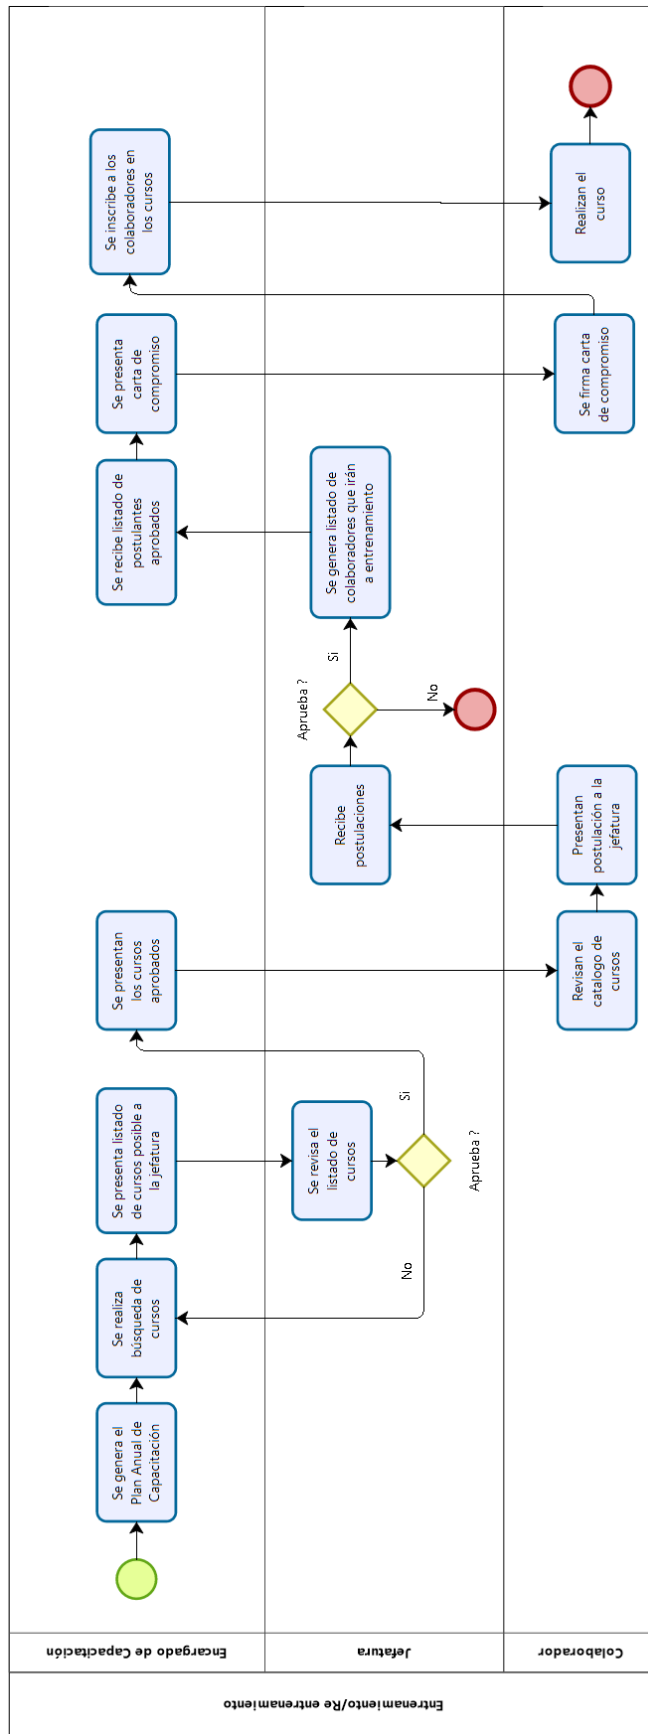 Entrenamiento/Re entrenamiento
Encargado de Capacitación
Jefatura
Colaborador
Se genera el
Plan Anual de
Capacitación
Se realiza
búsqueda de
cursos
Se presenta listado
de cursos posible a
la jefatura
Se revisa el
listado de
cursos
Aprueba ?
No
Si
Se presentan
los cursos
aprobados
Revisan el
catalogo de
cursos
Presentan
postulación a la
jefatura
Recibe
postulaciones
Aprueba ?
No
Si
Se genera listado de
colaboradores que irán
a entrenamiento
Se recibe listado de
postulantes
aprobados
Se presenta
carta de
compromiso
Se firma carta
de compromiso
Se inscribe a los
colaboradores en
los cursos
Realizan el
curso